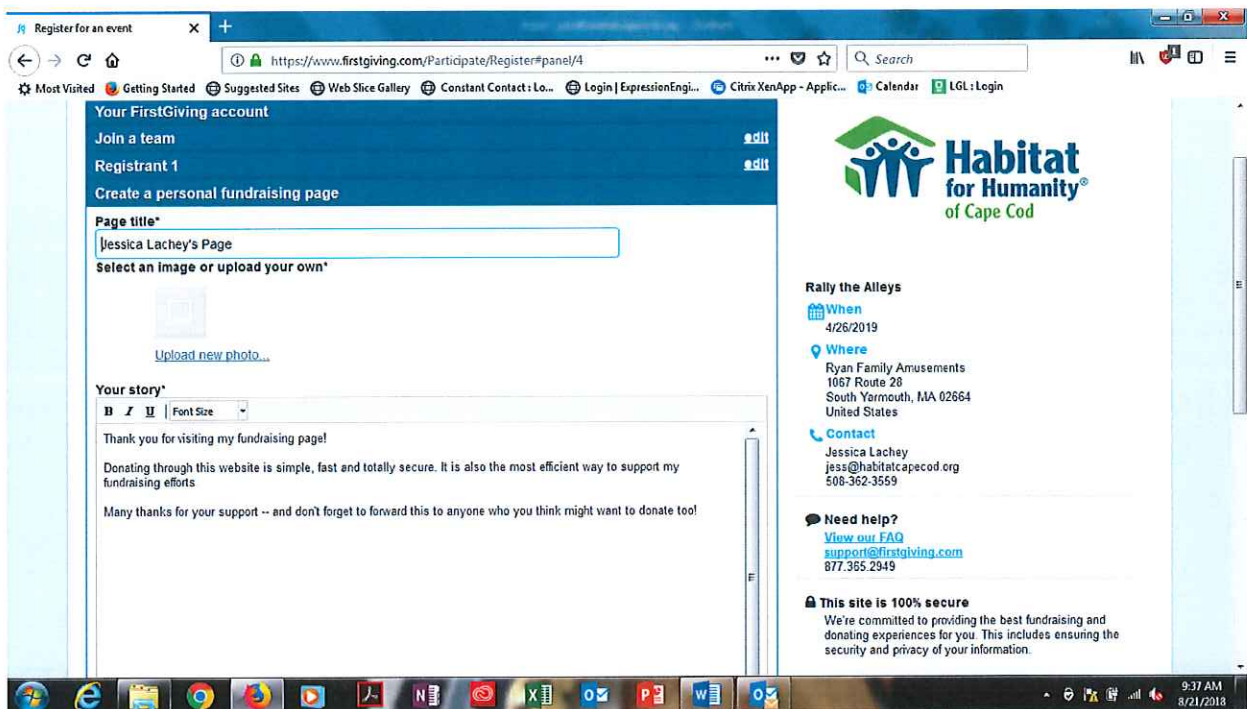 Register for an event
https://www.firstgiving.com/Participate/Register#panel/4
Search
Most Visited Getting Started Suggested Sites Web Slice Gallery Constant Contact : Lo... Login | ExpressionEngi... Citrix XenApp - Applic... Calendar LGL : Login
Your FirstGiving account
Join a team edit
Registrant 1 edit
Create a personal fundraising page
Page title*
Jessica Lachey's Page
Select an image or upload your own*
Upload new photo...
Your story*
B I U Font Size
Thank you for visiting my fundraising page!
Donating through this website is simple, fast and totally secure. It is also the most efficient way to support my
fundraising efforts
Many thanks for your support -- and don't forget to forward this to anyone who you think might want to donate too!
Habitat
for Humanity®
of Cape Cod
Rally the Alleys
When
4/26/2019
Where
Ryan Family Amusements
1067 Route 28
South Yarmouth, MA 02664
United States
Contact
Jessica Lachey
jess@habitatcapecod.org
508-362-3559
Need help?
View our FAQ
support@firstgiving.com
877.365.2949
This site is 100% secure
We're committed to providing the best fundraising and
donating experiences for you. This includes ensuring the
security and privacy of your information.
9:37 AM
8/21/2018